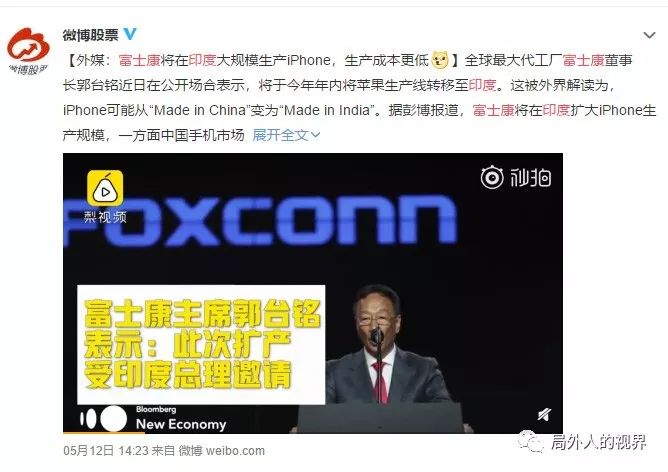 微博股票
【外媒：富士康将在印度大规模生产iPhone，生产成本更低】全球最大代工厂富士康董事
长郭台铭近日在公开场合表示，将于今年年内将苹果生产线转移至印度。这被外界解读为，
iPhone可能从“Made in China”变为“Made in India”。据彭博报道，富士康将在印度扩大iPhone生
产规模，一方面中国手机市场 展开全文
微博股票
梨视频
秒拍
FOXCONN
富士康主席郭台铭
表示：此次扩产
受印度总理邀请
Bloomberg
New Economy
05月12日 14:23 来自 微博 weibo.com
局外人的视界